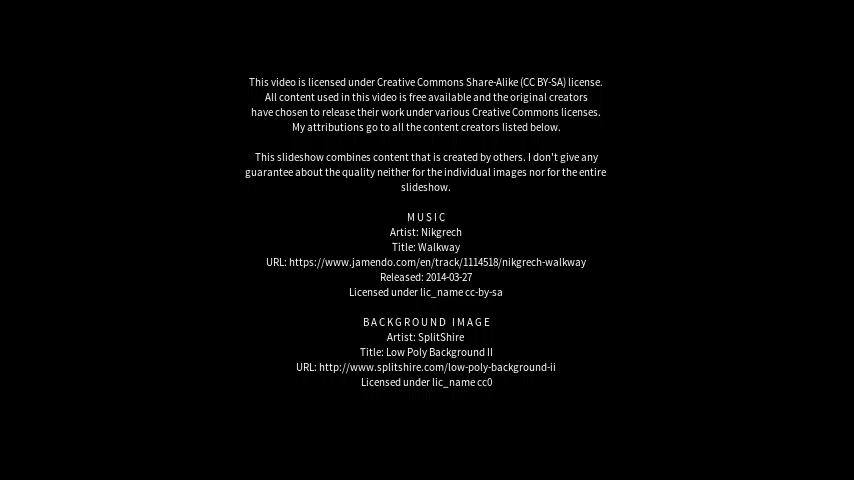 This video is licensed under Creative Commons Share-Alike (CC BY-SA) license.
All content used in this video is free available and the original creators
have chosen to release their work under various Creative Commons licenses.
My attributions go to all the content creators listed below.
This slideshow combines content that is created by others. I don't give any
guarantee about the quality neither for the individual images nor for the entire
slideshow.
MUSIC
Artist: Nikgrech
Title: Walkway
URL: https://www.jamendo.com/en/track/1114518/nikgrech-walkway
Released: 2014-03-27
Licensed under lic_name cc-by-sa
BACKGROUND IMAGE
Artist: SplitShire
Title: Low Poly Background II
URL: http://www.splitshire.com/low-poly-background-ii
Licensed under lic_name cc0